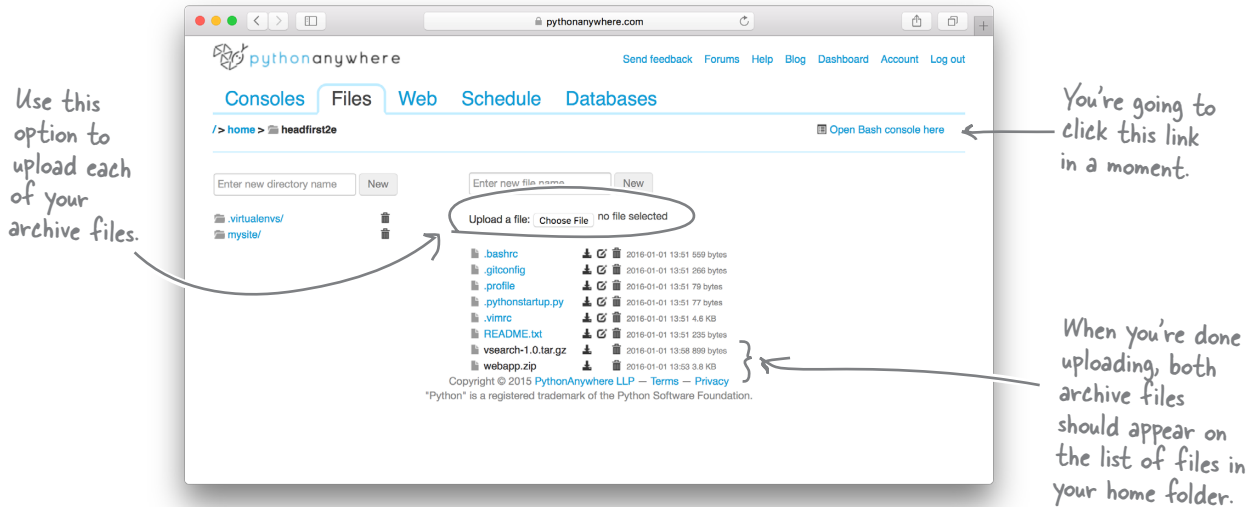 pythonanywhere.com
pythonanywhere
Send feedback Forums Help Blog Dashboard Account Log out
Consoles Files Web Schedule Databases
/ > home > headfirst2e
Open Bash console here
Enter new directory name New
.virtualenvs/
mysite/
Enter new file name New
Upload a file: Choose File no file selected
.bashrc 2016-01-01 13:51 559 bytes
.gitconfig 2016-01-01 13:51 266 bytes
.profile 2016-01-01 13:51 79 bytes
.pythonstartup.py 2016-01-01 13:51 77 bytes
.vimrc 2016-01-01 13:51 4.6 KB
README.txt 2016-01-01 13:51 235 bytes
vsearch-1.0.tar.gz 2016-01-01 13:58 899 bytes
webapp.zip 2016-01-01 13:53 3.8 KB
Copyright © 2015 PythonAnywhere LLP — Terms — Privacy
"Python" is a registered trademark of the Python Software Foundation.
Use this
option to
upload each
of your
archive files.
You're going to
click this link
in a moment.
When you're done
uploading, both
archive files
should appear on
the list of files in
your home folder.